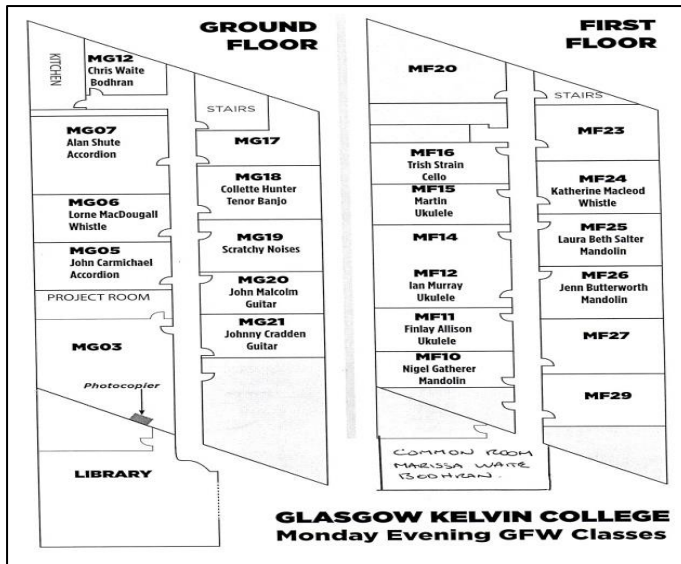 GROUND
FLOOR
KITCHEN
MG12
Chris Waite
Bodhran
STAIRS
MG07
Alan Shute
Accordion
MG17
MG18
Collette Hunter
Tenor Banjo
MG06
Lorne MacDougall
Whistle
MG19
Scratchy Noises
MG05
John Carmichael
Accordion
MG20
John Malcolm
Guitar
PROJECT ROOM
MG21
Johnny Cradden
Guitar
MG03
Photocopier
LIBRARY
FIRST
FLOOR
MF20
STAIRS
MF23
MF16
Trish Strain
Cello
MF24
Katherine Macleod
Whistle
MF15
Martin
Ukulele
MF25
Laura Beth Salter
Mandolin
MF14
MF12
Ian Murray
Ukulele
MF26
Jenn Butterworth
Mandolin
MF11
Finlay Allison
Ukulele
MF27
MF10
Nigel Gatherer
Mandolin
MF29
COMMON ROOM
MARISSA WAITE
BODHRAN.
GLASGOW KELVIN COLLEGE
Monday Evening GFW Classes